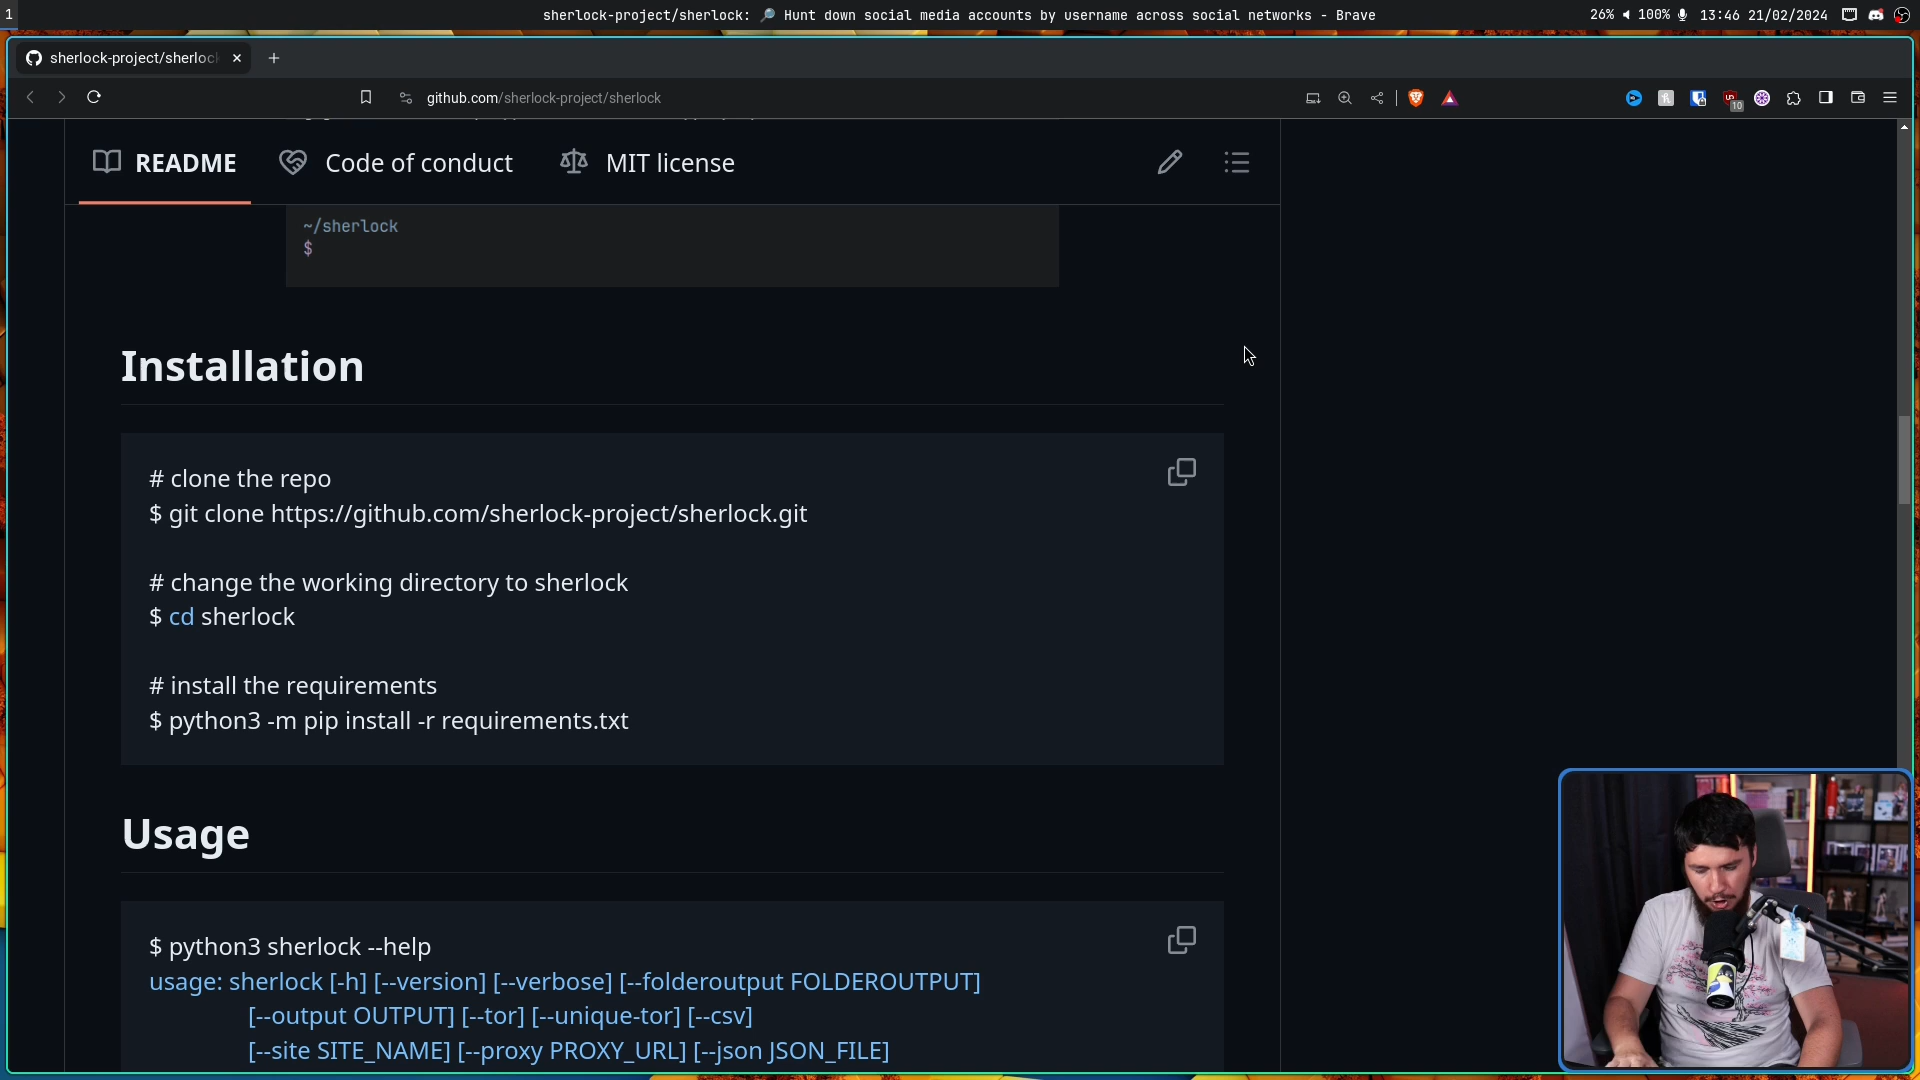 1
sherlock-project/sherlock: 🔎 Hunt down social media accounts by username across social networks - Brave
26% 100% 13:46 21/02/2024
sherlock-project/sherloc
github.com/sherlock-project/sherlock
10
README
Code of conduct
MIT license
~/sherlock
$
Installation
# clone the repo
$ git clone https://github.com/sherlock-project/sherlock.git
# change the working directory to sherlock
$ cd sherlock
# install the requirements
$ python3 -m pip install -r requirements.txt
Usage
$ python3 sherlock --help
usage: sherlock [-h] [--version] [--verbose] [--folderoutput FOLDEROUTPUT]
[--output OUTPUT] [--tor] [--unique-tor] [--csv]
[--site SITE_NAME] [--proxy PROXY_URL] [--json JSON_FILE]